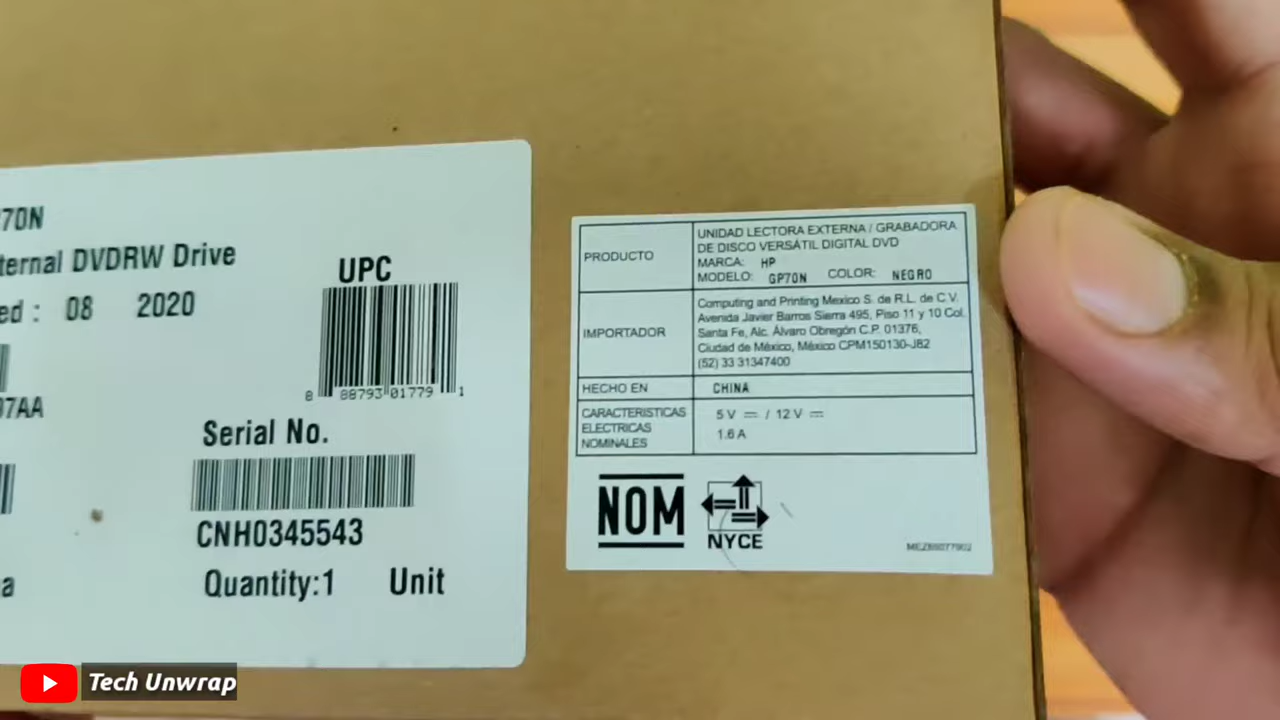 70N
ternal DVDRW Drive
ed : 08 2020
UPC
8 88793 01779 1
97AA
Serial No.
CNH0345543
a
Quantity:1 Unit
PRODUCTO
UNIDAD LECTORA EXTERNA / GRABADORA
DE DISCO VERSÁTIL DIGITAL DVD
MARCA: HP
MODELO: GP70N COLOR: NEGRO
IMPORTADOR
Computing and Printing Mexico S. de R.L. de C.V.
Avenida Javier Barros Sierra 495, Piso 11 y 10 Col.
Santa Fe, Alc. Álvaro Obregón C.P. 01376,
Ciudad de México, México CPM150130-J82
(52) 33 31347400
HECHO EN
CHINA
CARACTERISTICAS
ELECTRICAS
NOMINALES
5 V ⎓ / 12 V ⎓
1.6 A
NOM
NYCE
Tech Unwrap